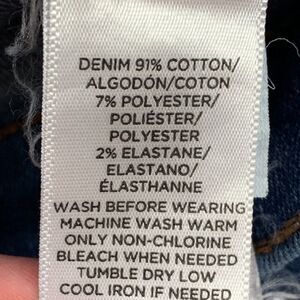 DENIM 91% COTTON/
ALGODÓN/COTON
7% POLYESTER/
POLIÉSTER/
POLYESTER
2% ELASTANE/
ELASTANO/
ÉLASTHANNE
WASH BEFORE WEARING
MACHINE WASH WARM
ONLY NON-CHLORINE
BLEACH WHEN NEEDED
TUMBLE DRY LOW
COOL IRON IF NEEDED